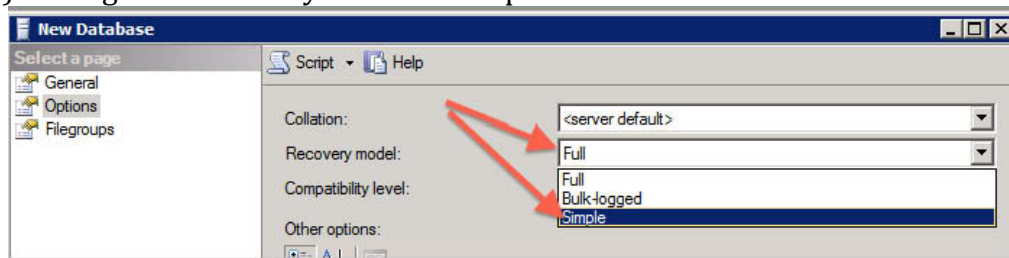 New Database
Select a page
General
Options
Filegroups
Script
Help
Collation:
<server default>
Recovery model:
Full
Full
Bulk-logged
Simple
Compatibility level:
Other options: